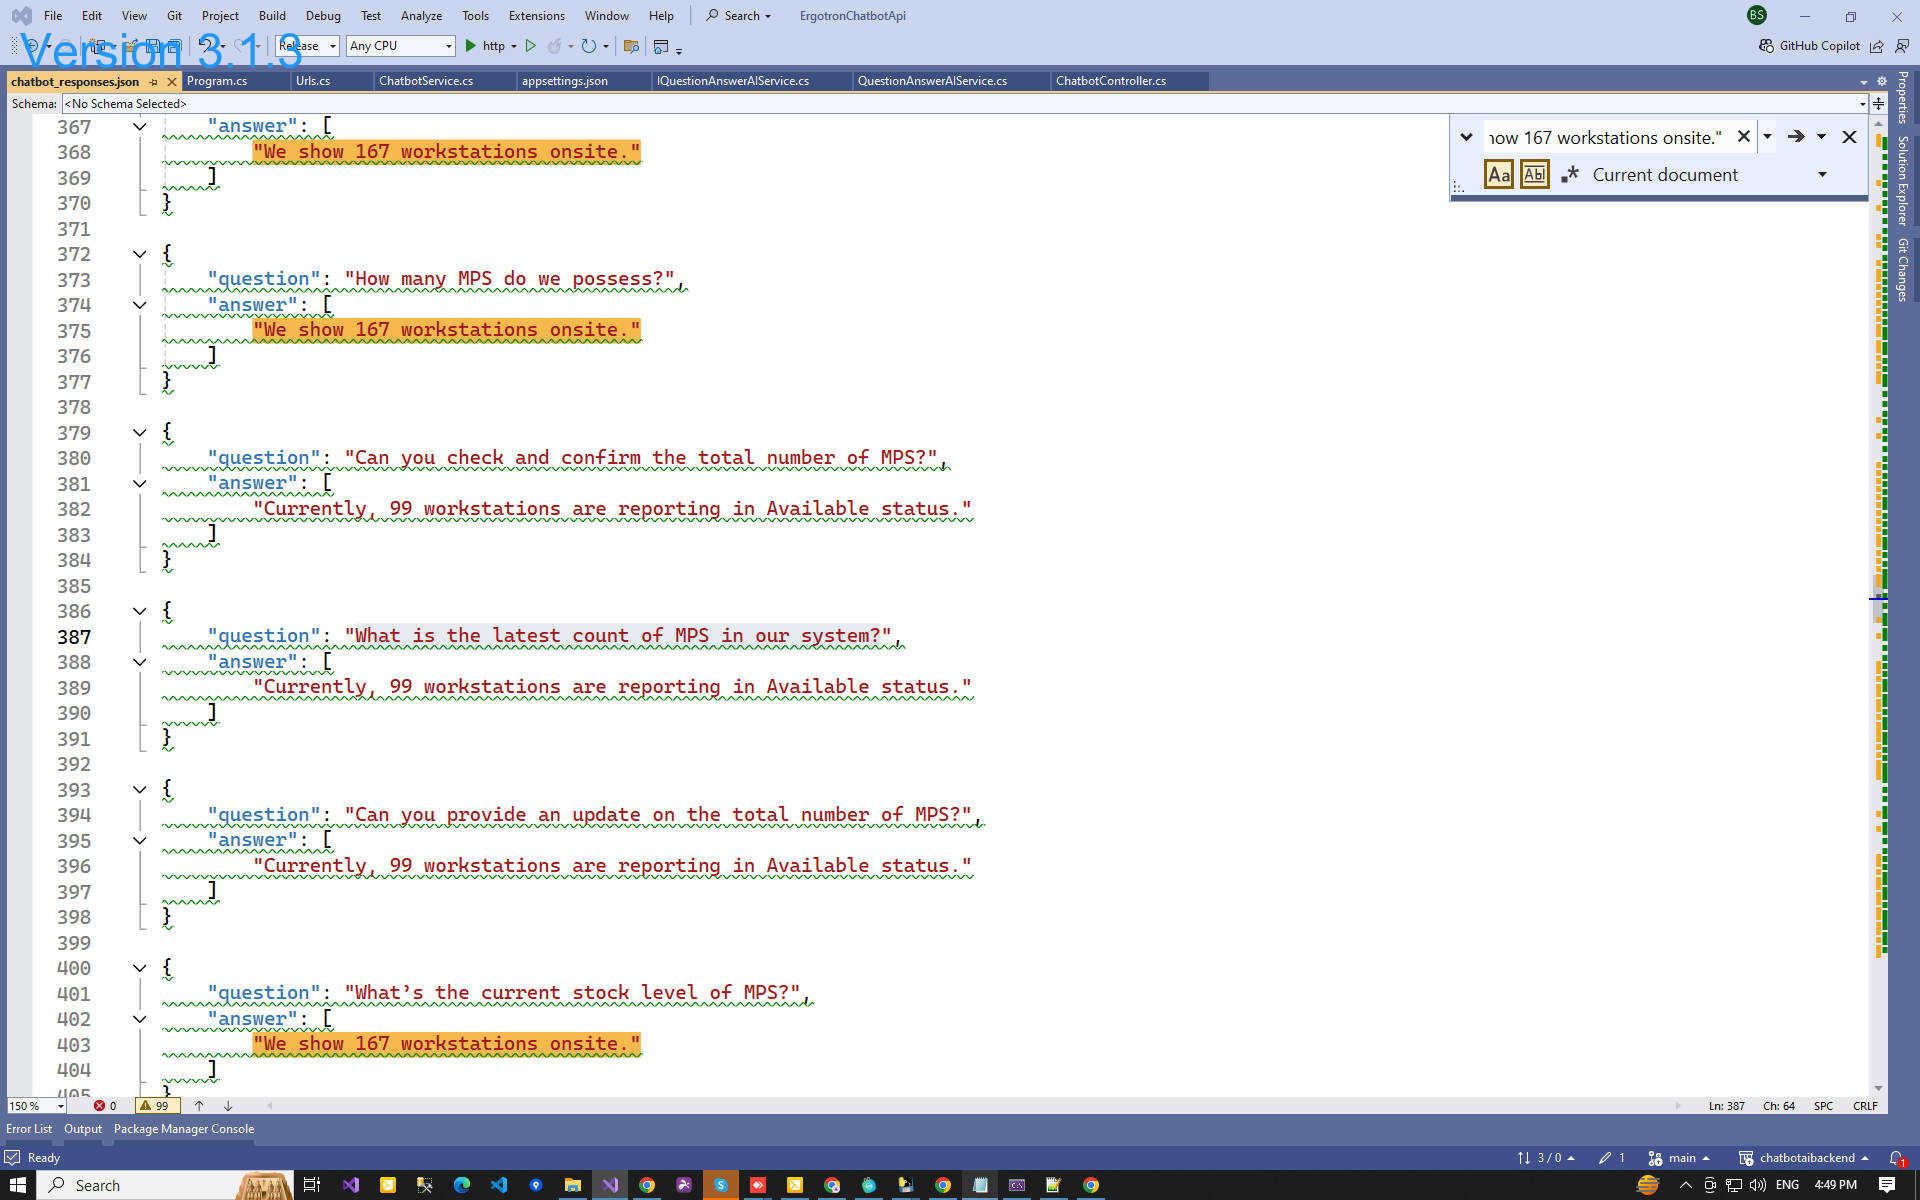 File Edit View Git Project Build Debug Test Analyze Tools Extensions Window Help Search ErgotronChatbotApi BS
Version 3.1.3
Release Any CPU http GitHub Copilot
chatbot_responses.json Program.cs Urls.cs ChatbotService.cs appsettings.json IQuestionAnswerAIService.cs QuestionAnswerAIService.cs ChatbotController.cs
Schema: <No Schema Selected>
how 167 workstations onsite."
Aa Abl .* Current document
Properties
Solution Explorer
Git Changes
367 "answer": [
368 "We show 167 workstations onsite."
369 ]
370 }
371
372 {
373 "question": "How many MPS do we possess?",
374 "answer": [
375 "We show 167 workstations onsite."
376 ]
377 }
378
379 {
380 "question": "Can you check and confirm the total number of MPS?",
381 "answer": [
382 "Currently, 99 workstations are reporting in Available status."
383 ]
384 }
385
386 {
387 "question": "What is the latest count of MPS in our system?",
388 "answer": [
389 "Currently, 99 workstations are reporting in Available status."
390 ]
391 }
392
393 {
394 "question": "Can you provide an update on the total number of MPS?",
395 "answer": [
396 "Currently, 99 workstations are reporting in Available status."
397 ]
398 }
399
400 {
401 "question": "What’s the current stock level of MPS?",
402 "answer": [
403 "We show 167 workstations onsite."
404 ]
405 }
150 % 0 99 Ln: 387 Ch: 64 SPC CRLF
Error List Output Package Manager Console
Ready 3 / 0 1 main chatbotaibackend 1
Search ENG 4:49 PM